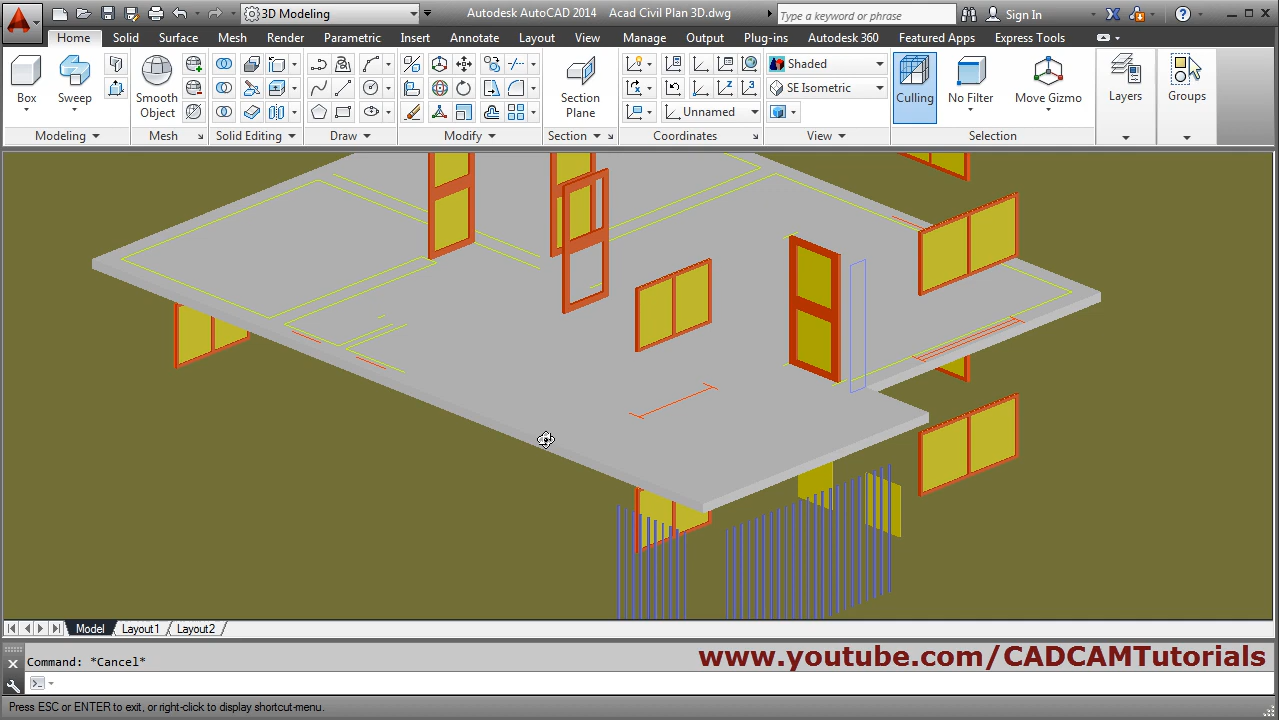 3D Modeling
Autodesk AutoCAD 2014 Acad Civil Plan 3D.dwg
Type a keyword or phrase
Sign In
Home Solid Surface Mesh Render Parametric Insert Annotate Layout View Manage Output Plug-ins Autodesk 360 Featured Apps Express Tools
Box
Sweep
Smooth
Object
Section
Plane
Unnamed
Shaded
SE Isometric
Culling
No Filter
Move Gizmo
Layers
Groups
Modeling Mesh Solid Editing Draw Modify Section Coordinates View Selection
Model Layout1 Layout2
Command: *Cancel*
www.youtube.com/CADCAMTutorials
Press ESC or ENTER to exit, or right-click to display shortcut-menu.